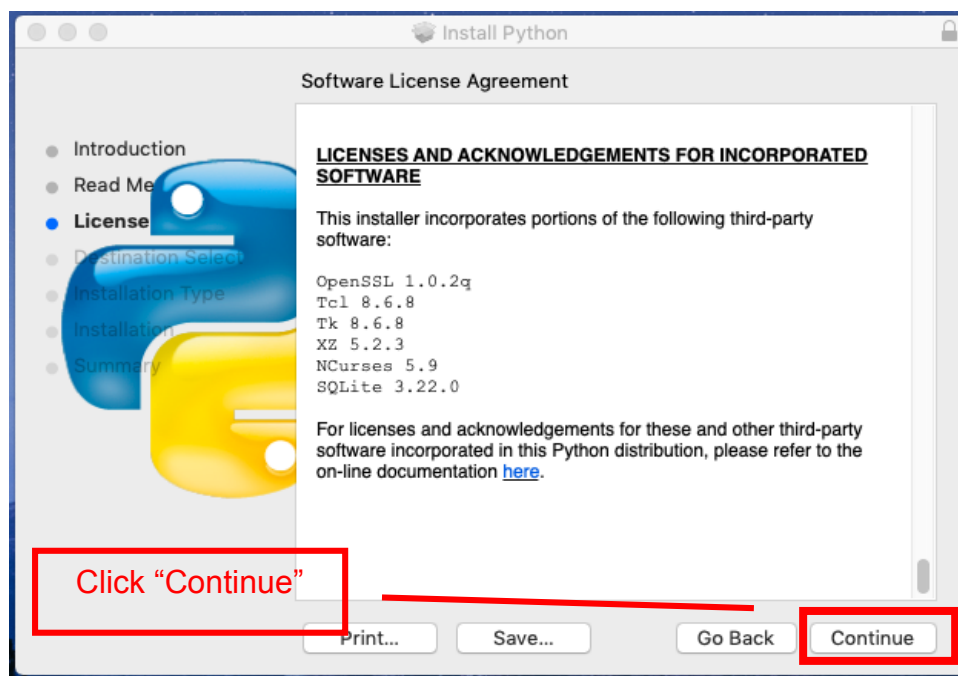 Install Python
Software License Agreement
Introduction
Read Me
License
Destination Select
Installation Type
Installation
Summary
LICENSES AND ACKNOWLEDGEMENTS FOR INCORPORATED
SOFTWARE
This installer incorporates portions of the following third-party
software:
OpenSSL 1.0.2q
Tcl 8.6.8
Tk 8.6.8
XZ 5.2.3
NCurses 5.9
SQLite 3.22.0
For licenses and acknowledgements for these and other third-party
software incorporated in this Python distribution, please refer to the
on-line documentation here.
Click “Continue”
Print...
Save...
Go Back
Continue